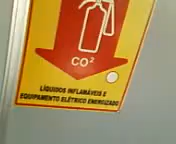 CO²
LÍQUIDOS INFLAMÁVEIS E
EQUIPAMENTO ELÉTRICO ENERGIZADO